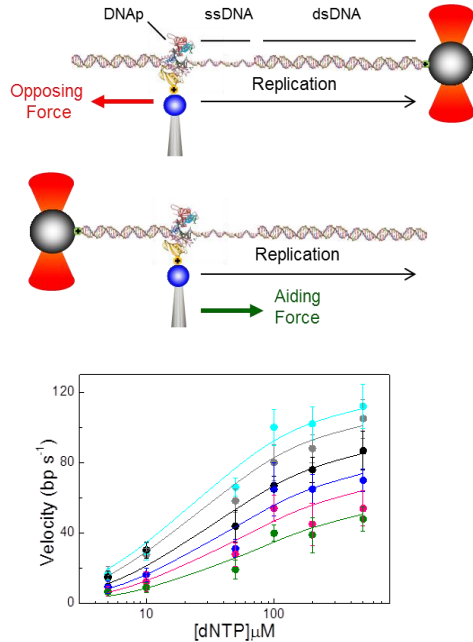 DNAp ssDNA dsDNA
Opposing
Force
Replication
Replication
Aiding
Force
Velocity (bp s⁻¹)
120
80
40
0
10 100
[dNTP]μM